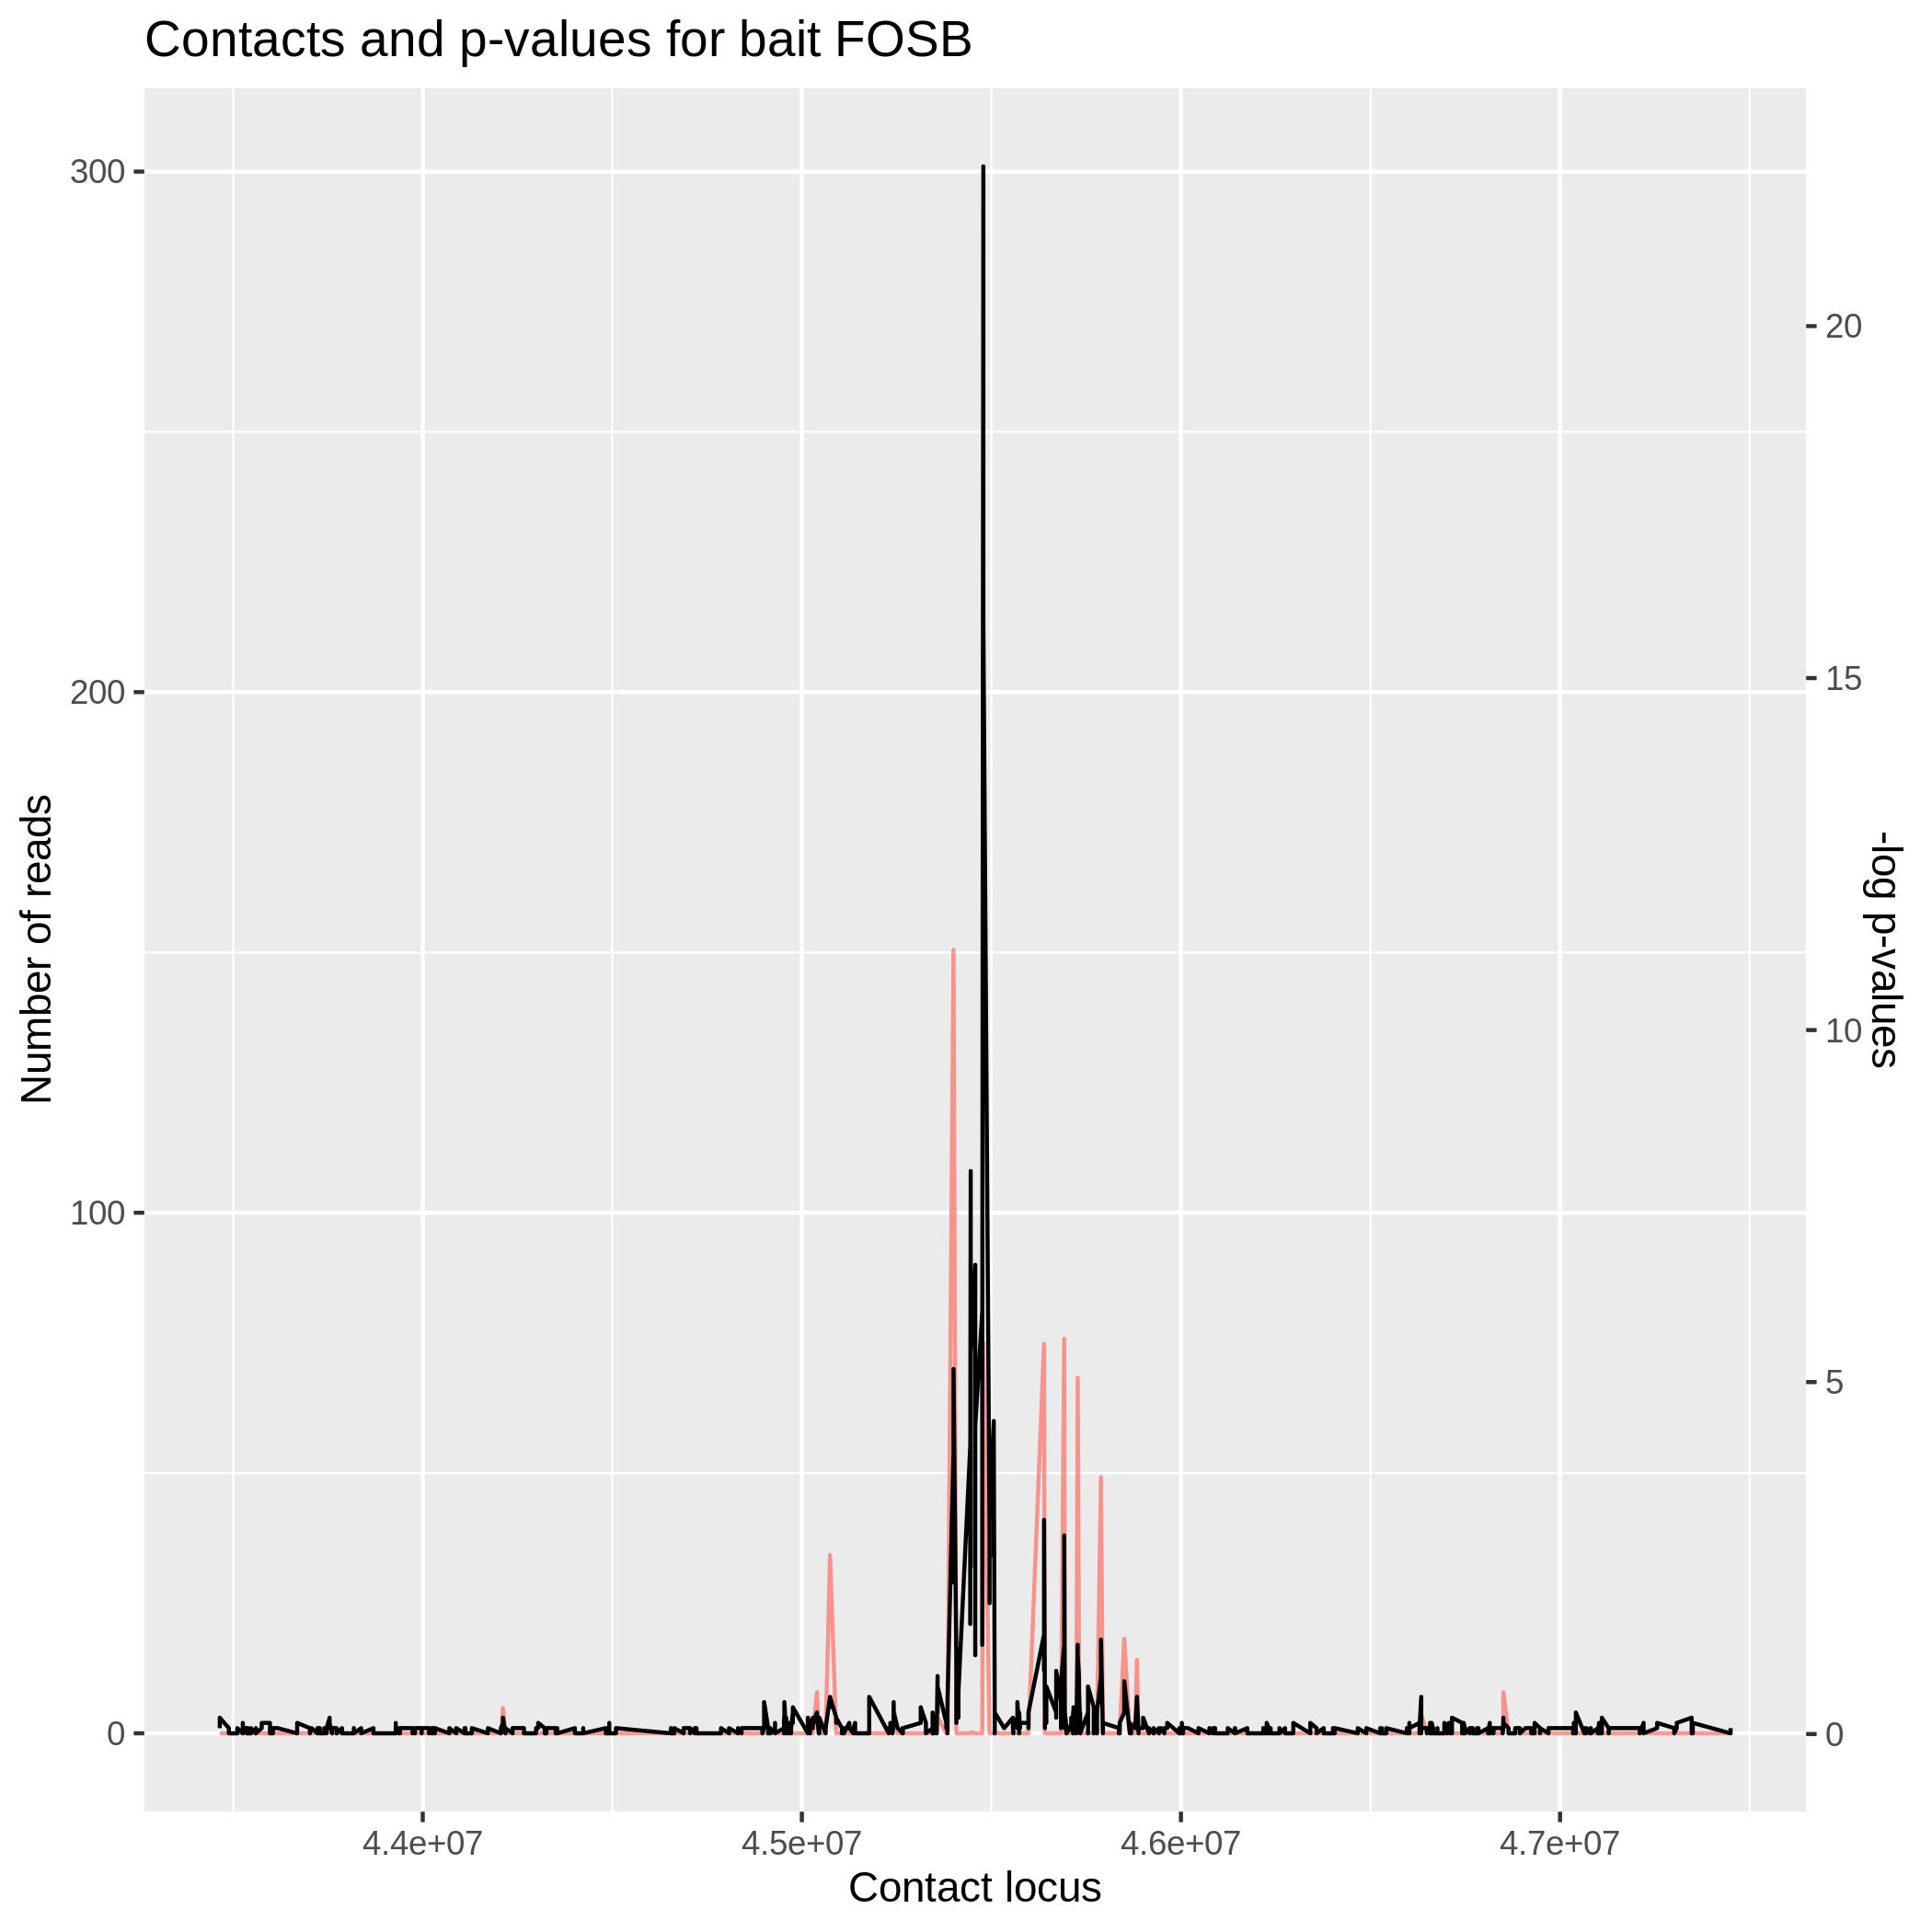 Contacts and p-values for bait FOSB
300
200
100
0
Number of reads
20
15
10
5
0
-log p-values
4.4e+07
4.5e+07
4.6e+07
4.7e+07
Contact locus